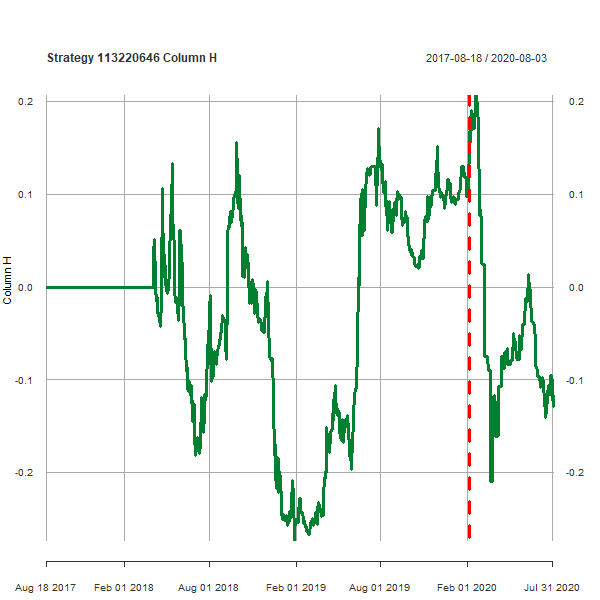 Strategy 113220646 Column H
2017-08-18 / 2020-08-03
0.2 0.2
0.1 0.1
0.0 0.0
-0.1 -0.1
-0.2 -0.2
Column H
Aug 18 2017 Feb 01 2018 Aug 01 2018 Feb 01 2019 Aug 01 2019 Feb 01 2020 Jul 31 2020